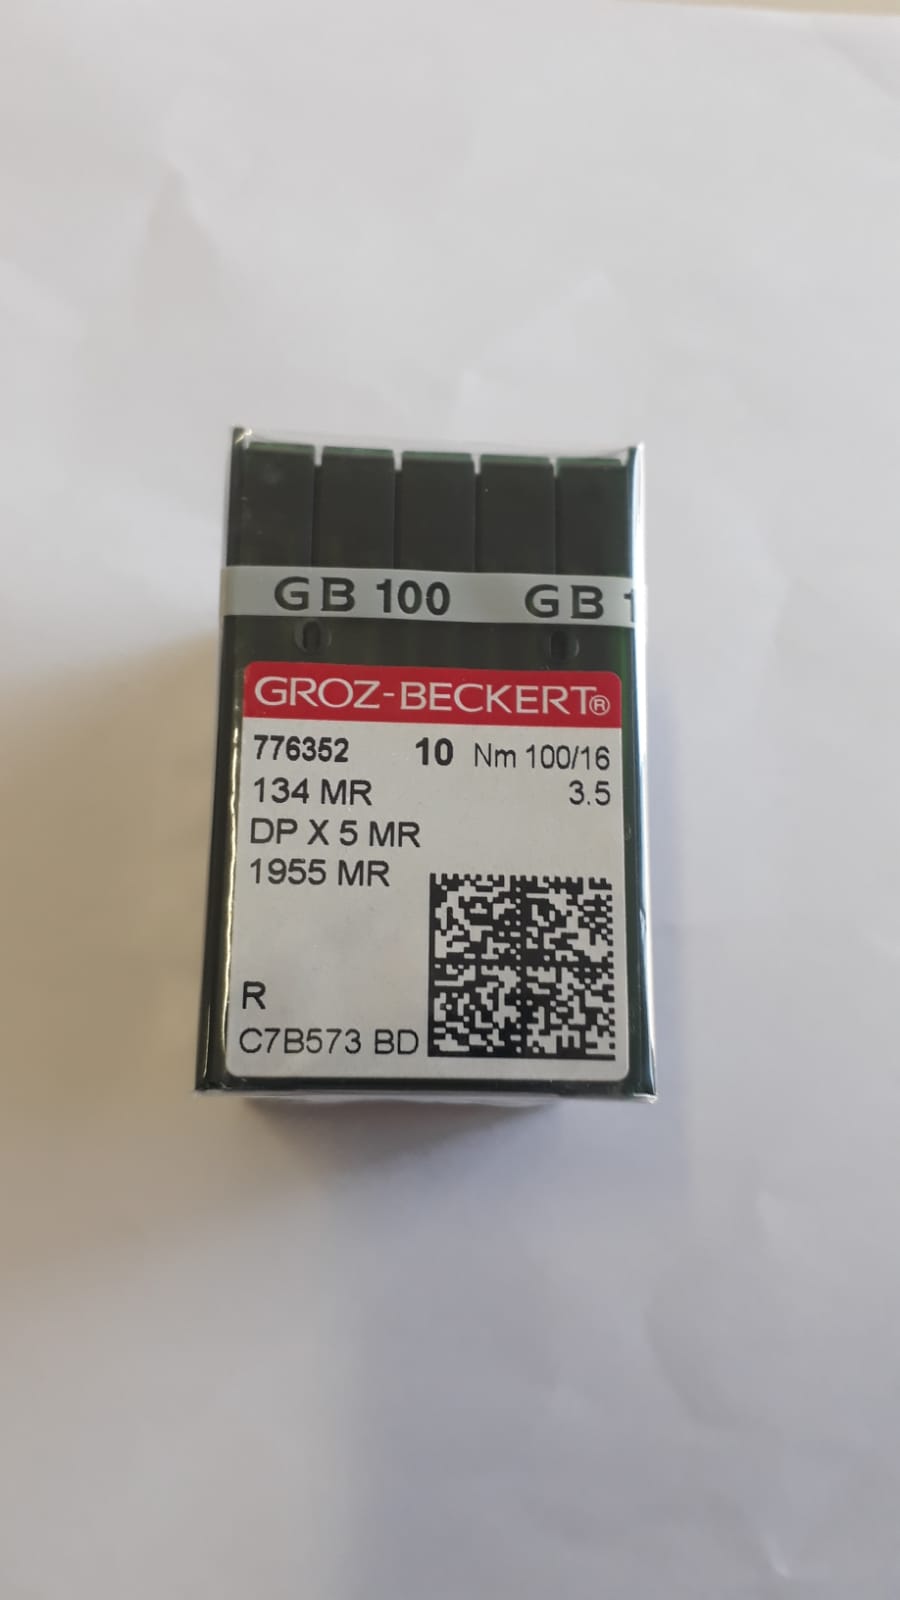 GB 100 GB 1
GROZ-BECKERT®
776352 10 Nm 100/16
134 MR 3.5
DP X 5 MR
1955 MR
R
C7B573 BD